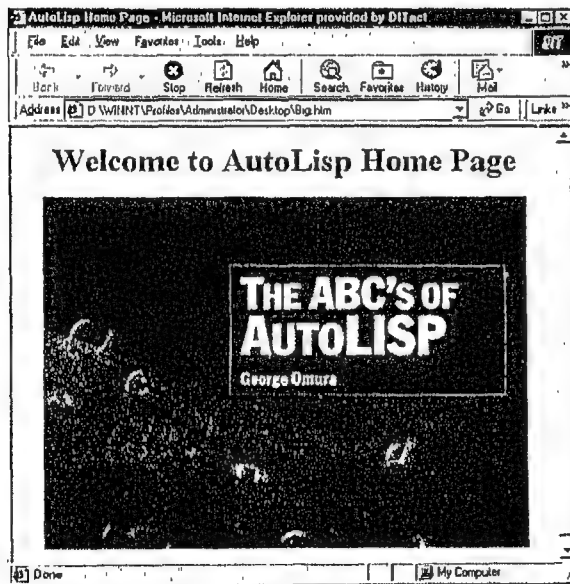 AutoLisp Home Page - Microsoft Internet Explorer provided by DITact
File Edit View Favorites Tools Help
Back Forward Stop Refresh Home Search Favorites History Mail »
Address D:\WINNT\Profiles\Administrator\Desktop\Big.htm Go Links »
Welcome to AutoLisp Home Page
THE ABC'S OF
AUTOLISP
George Omura
Done My Computer